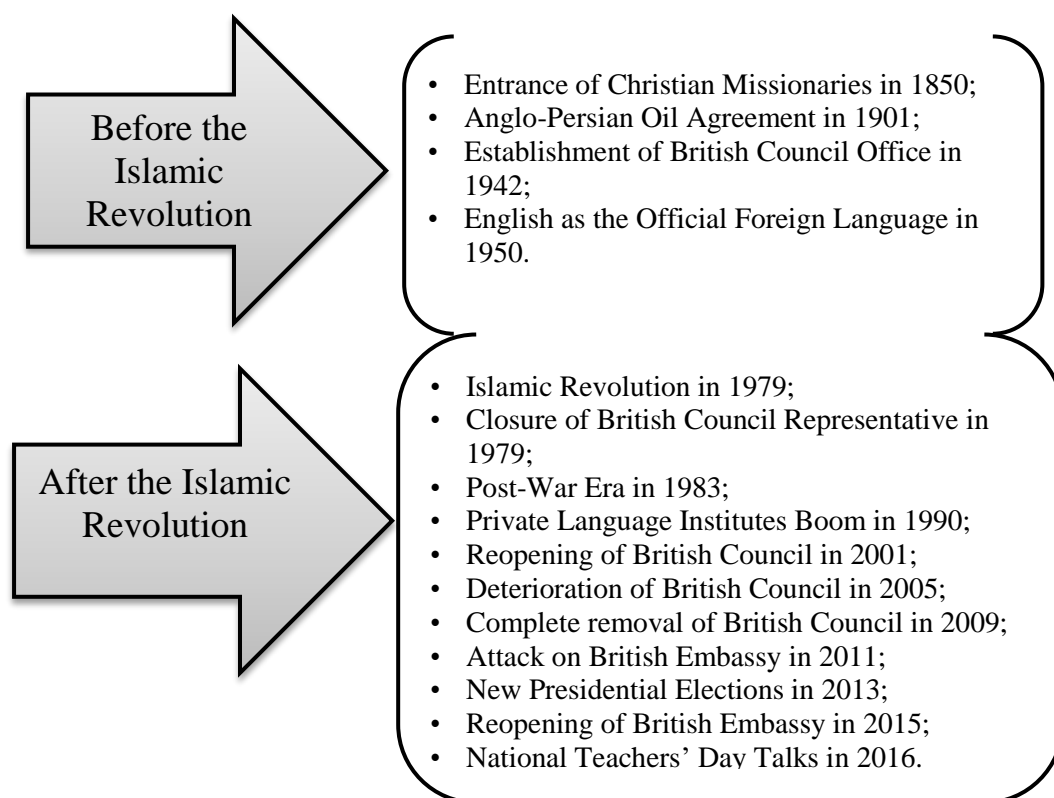 Before the
Islamic
Revolution
• Entrance of Christian Missionaries in 1850;
• Anglo-Persian Oil Agreement in 1901;
• Establishment of British Council Office in
1942;
• English as the Official Foreign Language in
1950.
After the Islamic
Revolution
• Islamic Revolution in 1979;
• Closure of British Council Representative in
1979;
• Post-War Era in 1983;
• Private Language Institutes Boom in 1990;
• Reopening of British Council in 2001;
• Deterioration of British Council in 2005;
• Complete removal of British Council in 2009;
• Attack on British Embassy in 2011;
• New Presidential Elections in 2013;
• Reopening of British Embassy in 2015;
• National Teachers’ Day Talks in 2016.